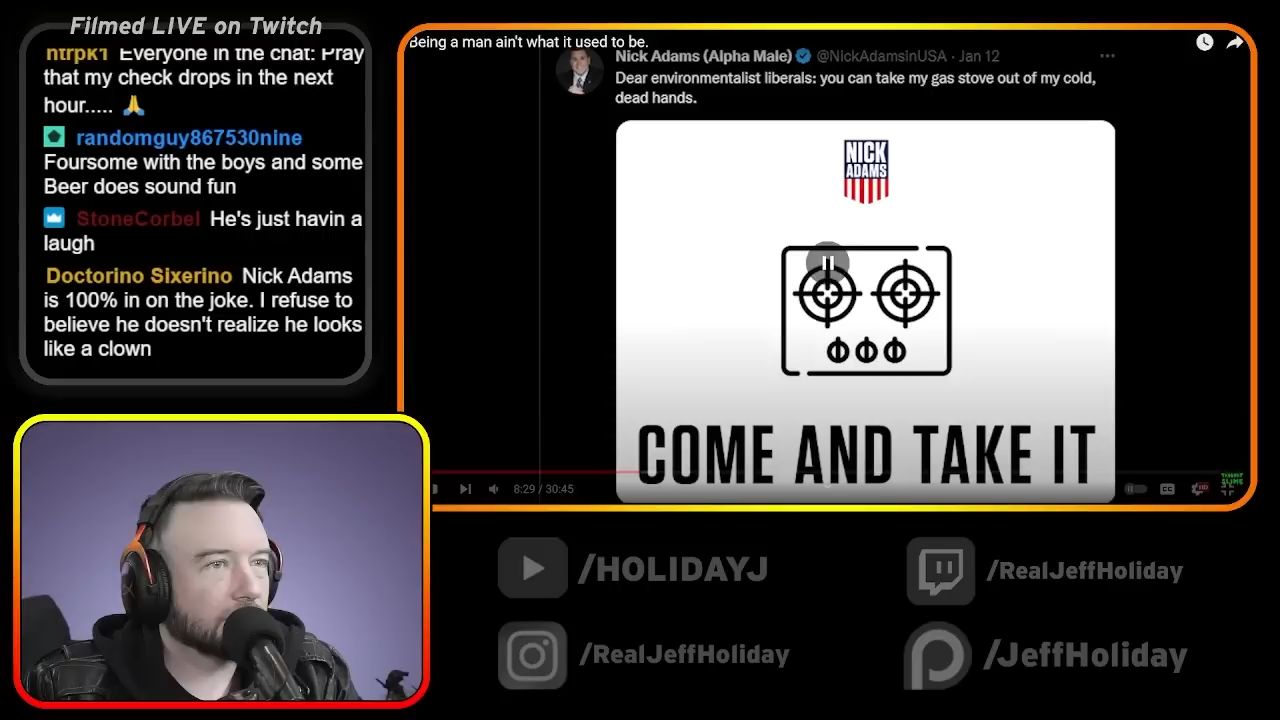 Filmed LIVE on Twitch
ntrpk1 Everyone in the chat: Pray
that my check drops in the next
hour..... 🙏
randomguy867530nine
Foursome with the boys and some
Beer does sound fun
StoneCorbel He's just havin a
laugh
Doctorino Sixerino Nick Adams
is 100% in on the joke. I refuse to
believe he doesn't realize he looks
like a clown
Being a man ain't what it used to be.
Nick Adams (Alpha Male) @NickAdamsinUSA · Jan 12
Dear environmentalist liberals: you can take my gas stove out of my cold,
dead hands.
NICK
ADAMS
COME AND TAKE IT
8:29 / 30:45
CC
HD
/HOLIDAYJ
/RealJeffHoliday
/RealJeffHoliday
/JeffHoliday